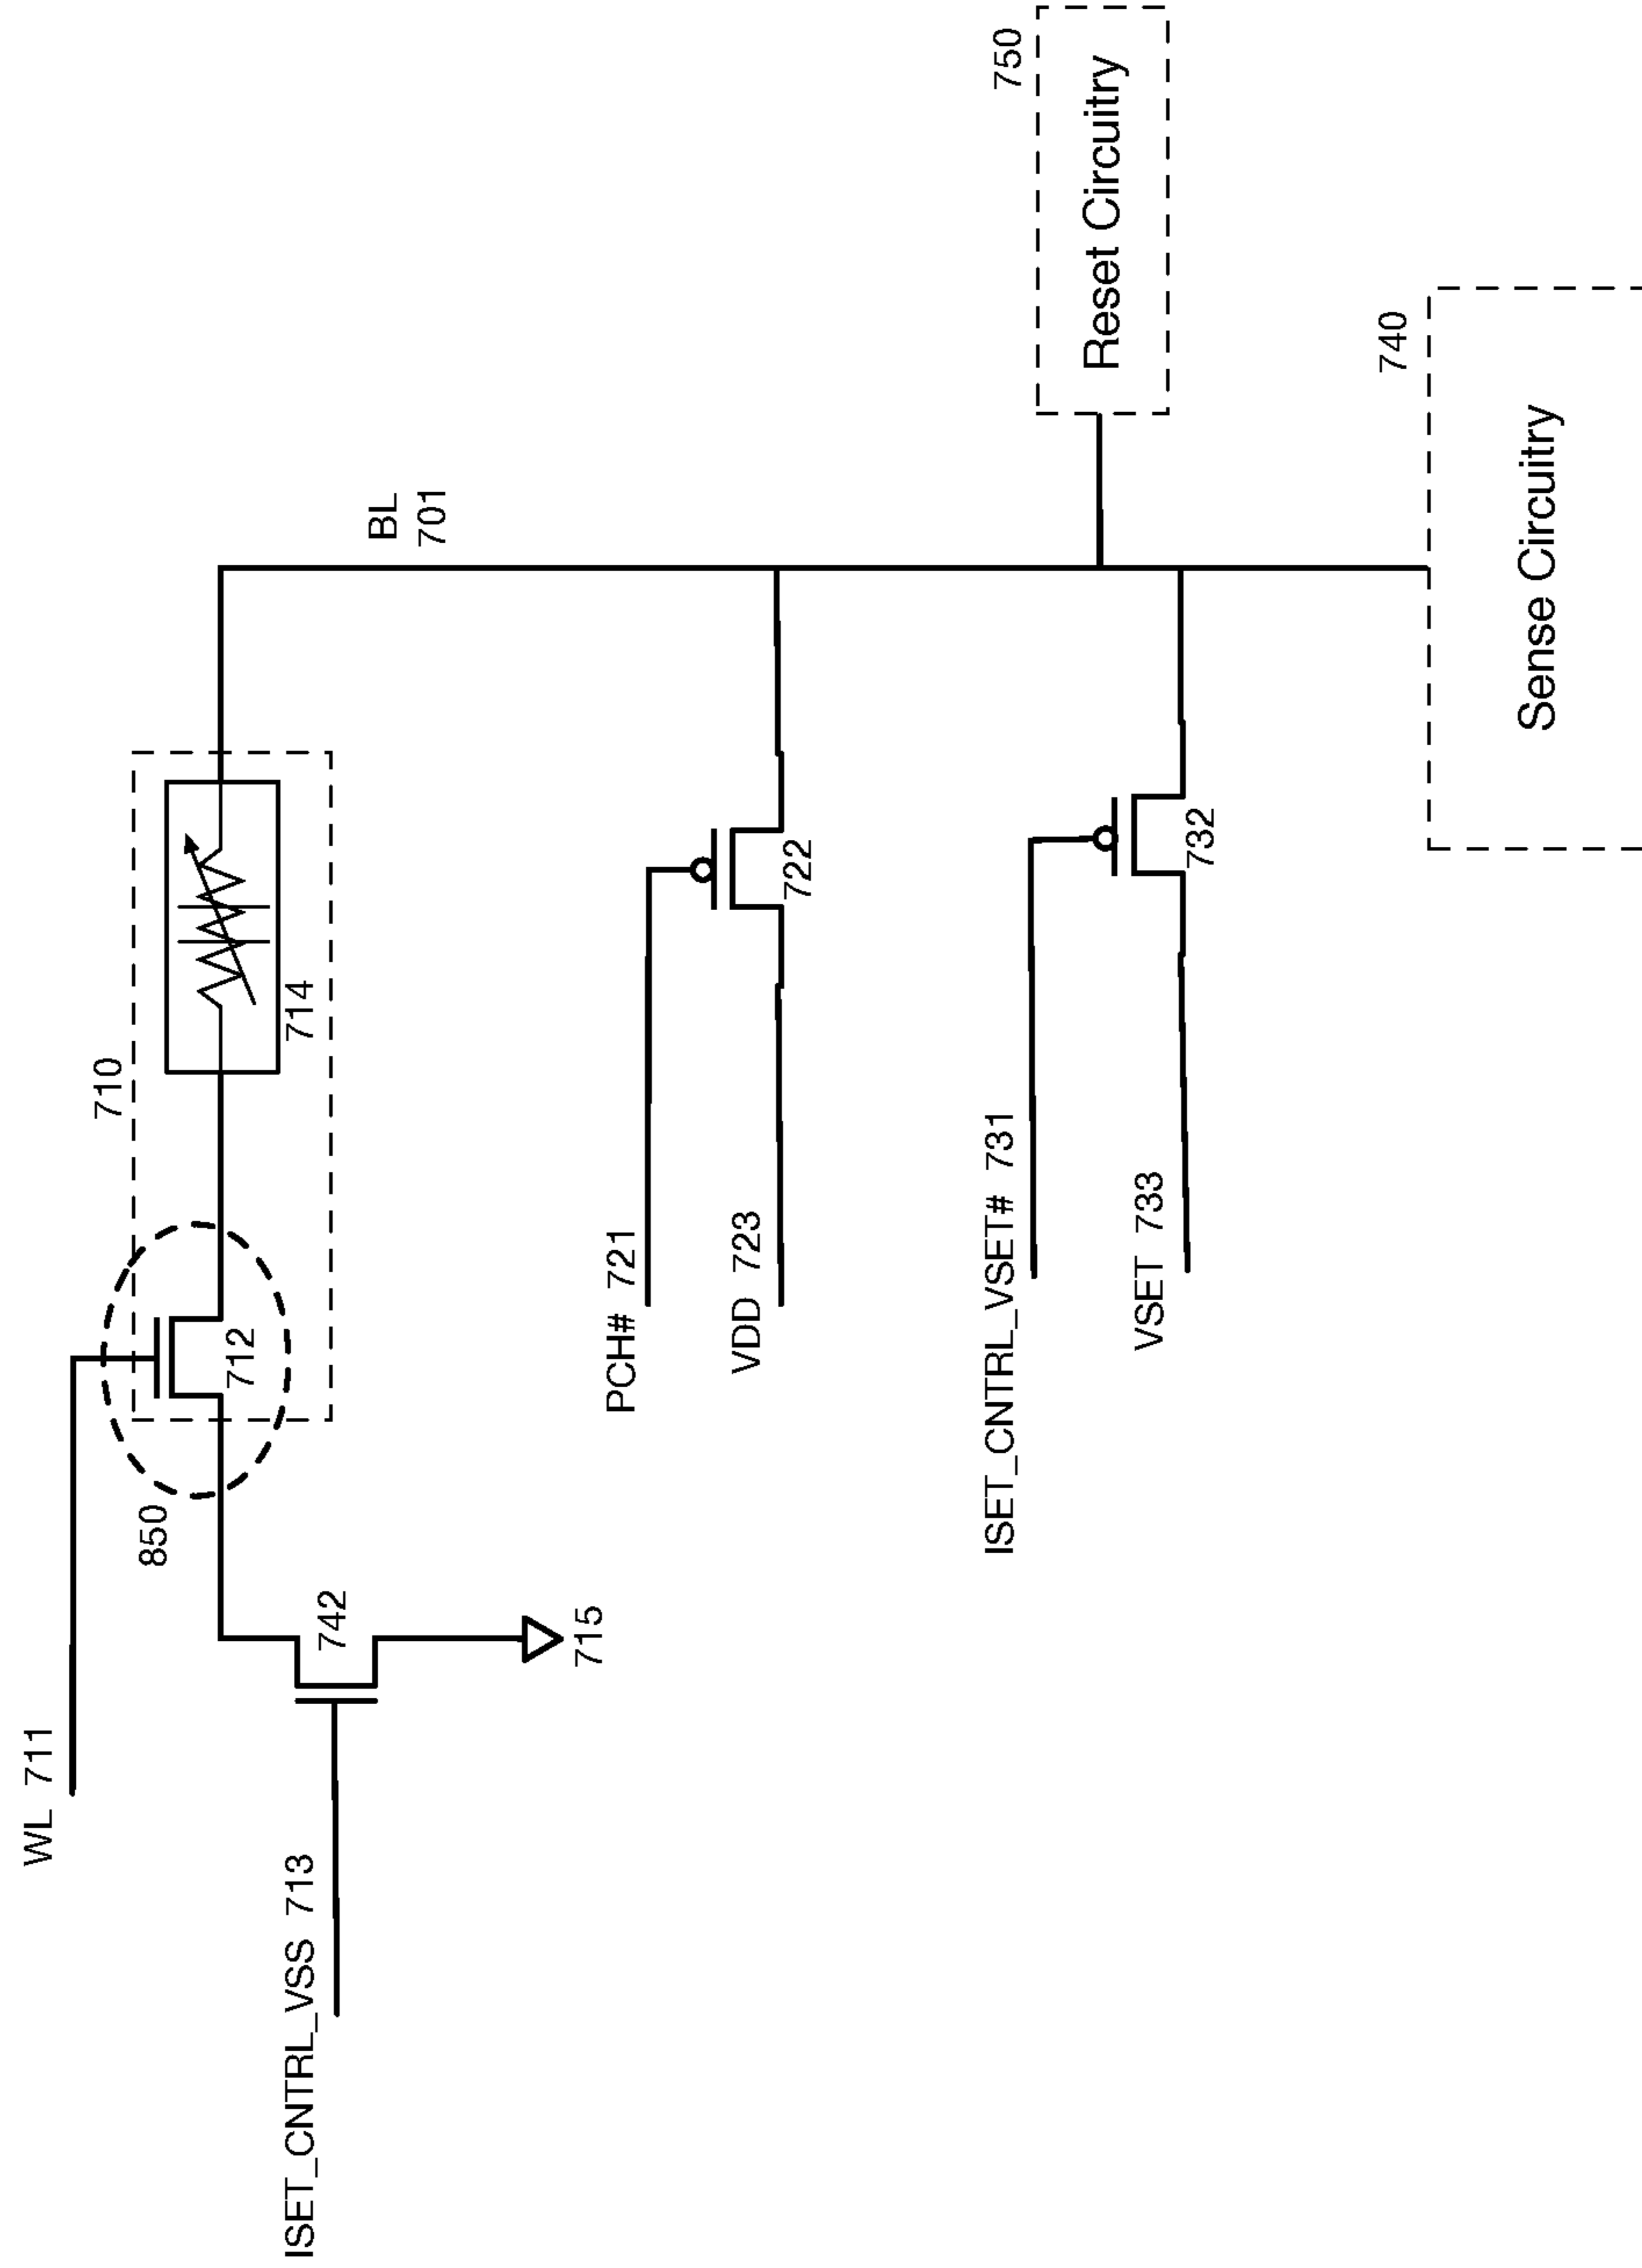 WL 711
850
710
712
714
ISET_CNTRL_VSS 713
742
715
BL
701
PCH# 721
722
VDD 723
ISET_CNTRL_VSET# 731
732
VSET 733
750
Reset Circuitry
740
Sense Circuitry